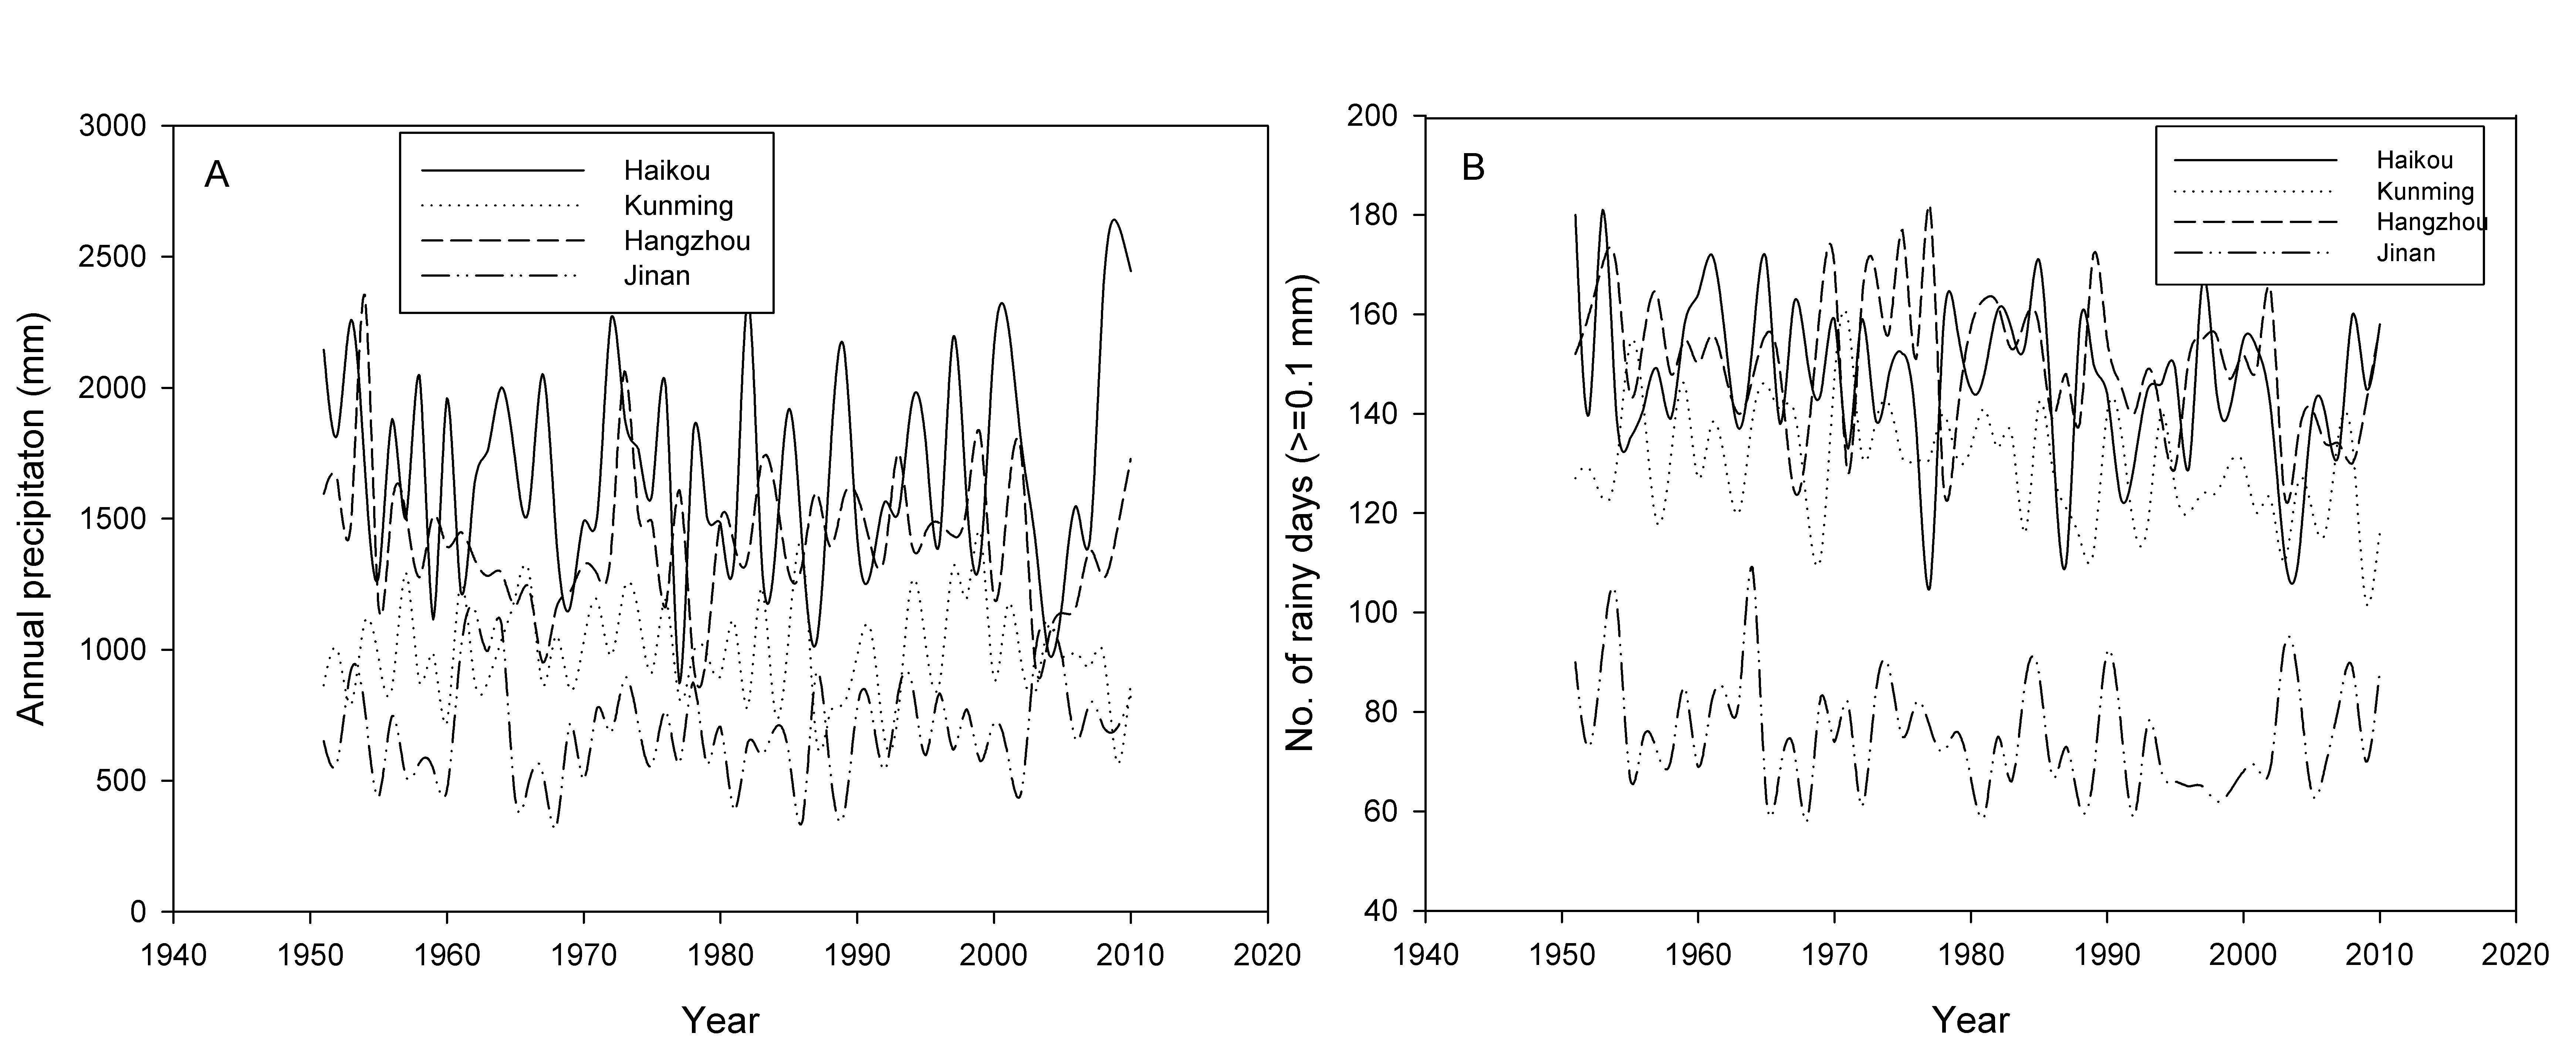 A
Haikou
Kunming
Hangzhou
Jinan
3000
2500
2000
1500
1000
500
0
Annual precipitaton (mm)
1940 1950 1960 1970 1980 1990 2000 2010 2020
Year
B
Haikou
Kunming
Hangzhou
Jinan
200
180
160
140
120
100
80
60
40
No. of rainy days (>=0.1 mm)
1940 1950 1960 1970 1980 1990 2000 2010 2020
Year